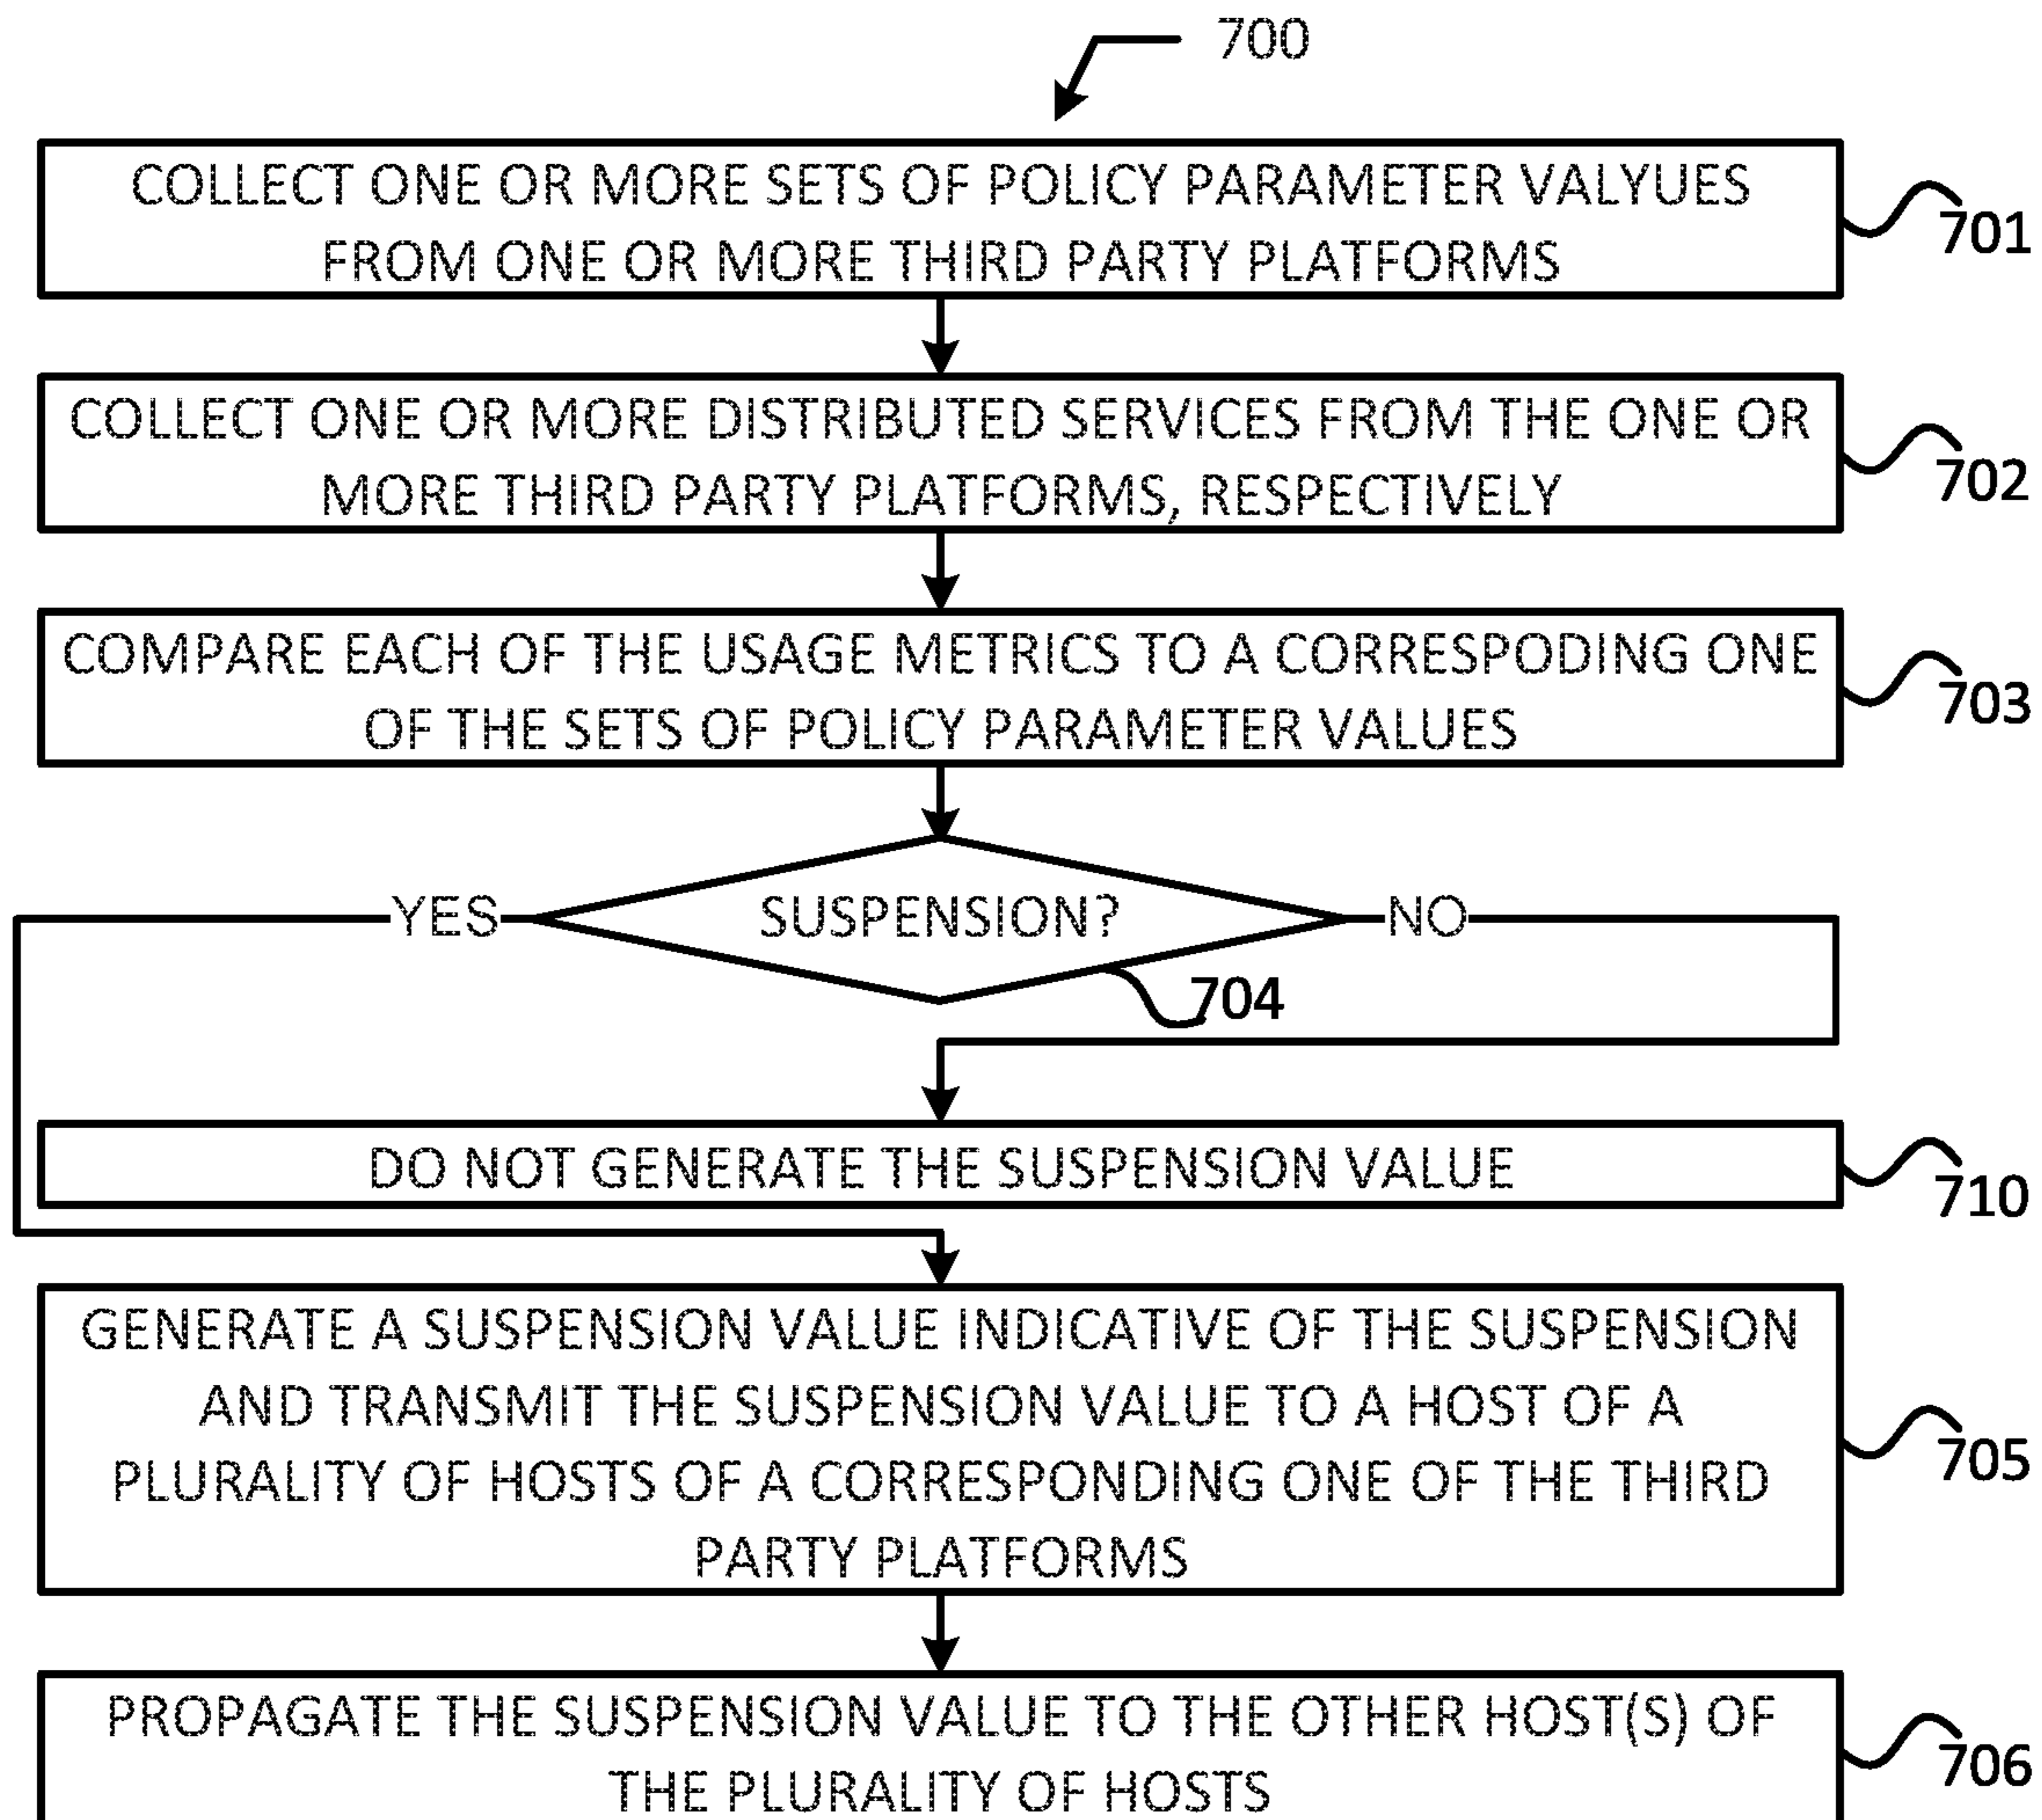 700
COLLECT ONE OR MORE SETS OF POLICY PARAMETER VALYUES
FROM ONE OR MORE THIRD PARTY PLATFORMS
701
COLLECT ONE OR MORE DISTRIBUTED SERVICES FROM THE ONE OR
MORE THIRD PARTY PLATFORMS, RESPECTIVELY
702
COMPARE EACH OF THE USAGE METRICS TO A CORRESPODING ONE
OF THE SETS OF POLICY PARAMETER VALUES
703
YES
SUSPENSION?
NO
704
DO NOT GENERATE THE SUSPENSION VALUE
710
GENERATE A SUSPENSION VALUE INDICATIVE OF THE SUSPENSION
AND TRANSMIT THE SUSPENSION VALUE TO A HOST OF A
PLURALITY OF HOSTS OF A CORRESPONDING ONE OF THE THIRD
PARTY PLATFORMS
705
PROPAGATE THE SUSPENSION VALUE TO THE OTHER HOST(S) OF
THE PLURALITY OF HOSTS
706